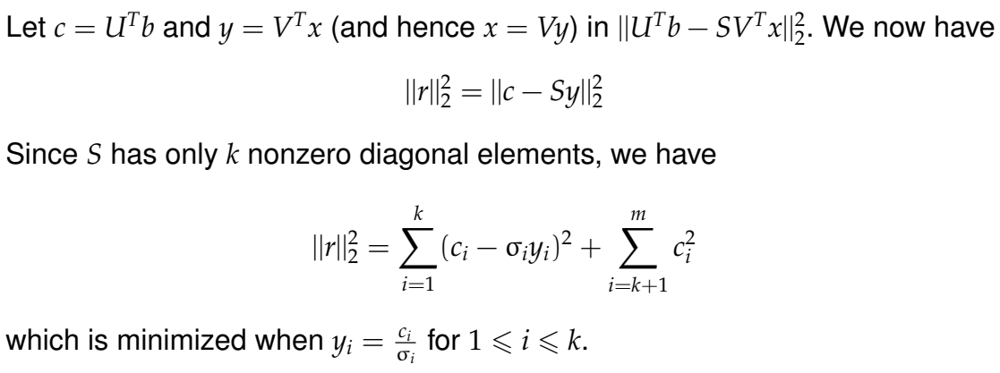 Let $c = U^T b$ and $y = V^T x$ (and hence $x = Vy$) in $||U^T b - SV^T x||_2^2$. We now have
$$||r||_2^2 = ||c - Sy||_2^2$$
Since $S$ has only $k$ nonzero diagonal elements, we have
$$||r||_2^2 = \sum_{i=1}^{k} (c_i - \sigma_i y_i)^2 + \sum_{i=k+1}^{m} c_i^2$$
which is minimized when $y_i = \frac{c_i}{\sigma_i}$ for $1 \leqslant i \leqslant k$.